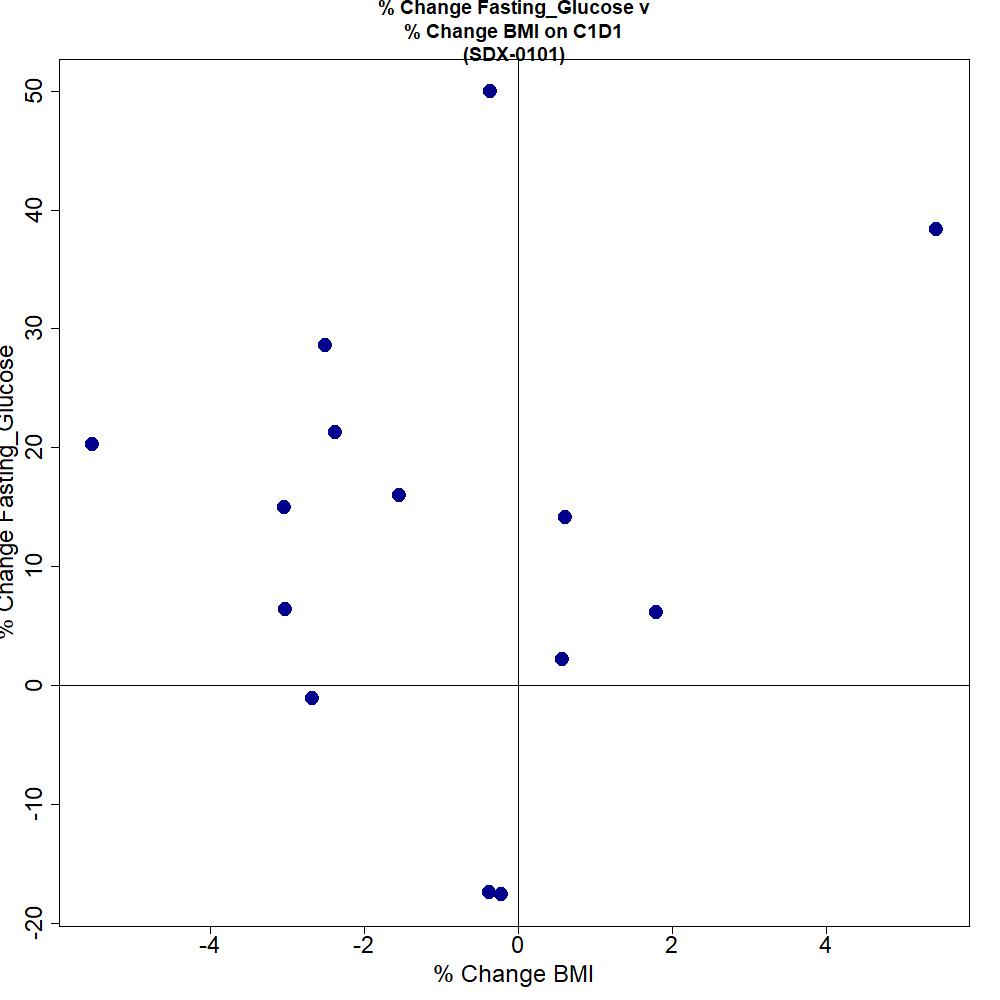 % Change Fasting_Glucose v
% Change BMI on C1D1
(SDX-0101)
% Change Fasting_Glucose
50
40
30
20
10
0
-10
-20
-4
-2
0
2
4
% Change BMI